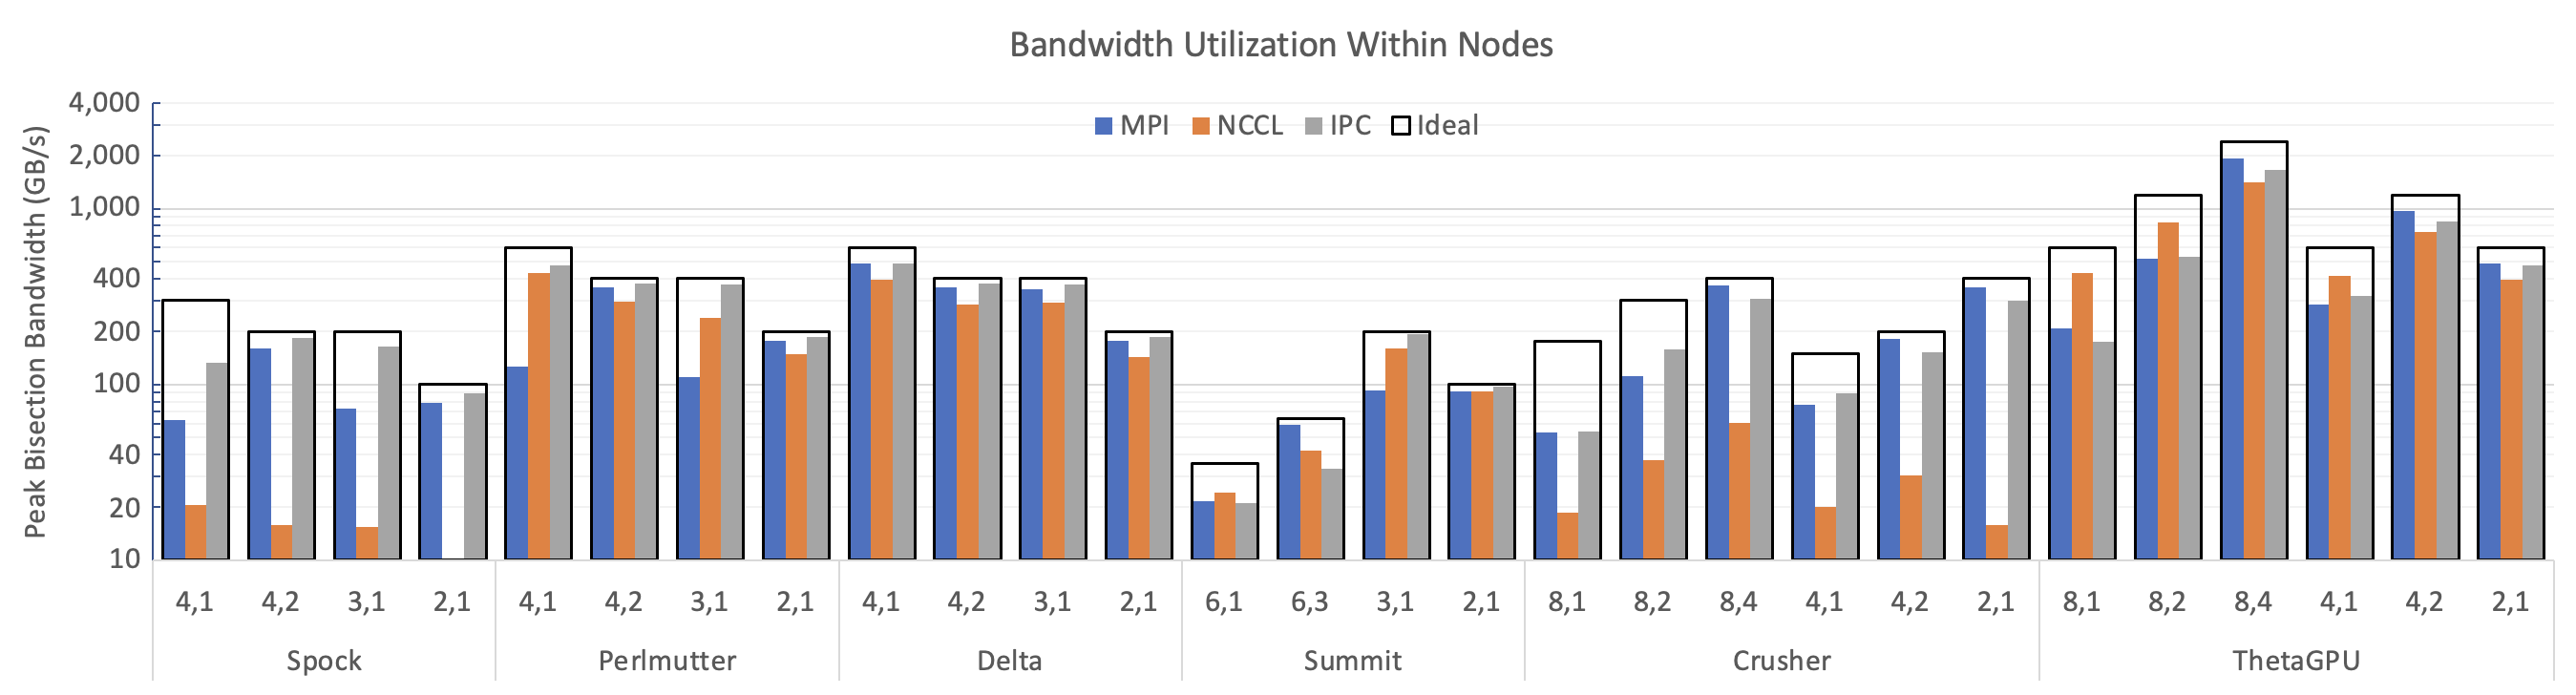 Bandwidth Utilization Within Nodes
MPI NCCL IPC Ideal
Peak Bisection Bandwidth (GB/s)
4,000
2,000
1,000
400
200
100
40
20
10
4,1 4,2 3,1 2,1 4,1 4,2 3,1 2,1 4,1 4,2 3,1 2,1 6,1 6,3 3,1 2,1 8,1 8,2 8,4 4,1 4,2 2,1 8,1 8,2 8,4 4,1 4,2 2,1
Spock Perlmutter Delta Summit Crusher ThetaGPU